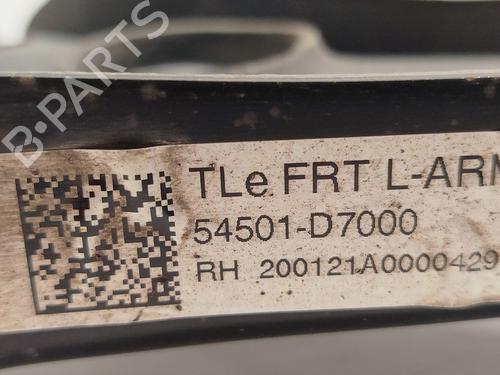 B-PARTS
TLe FRT L-ARM
54501-D7000
RH 200121A0000429